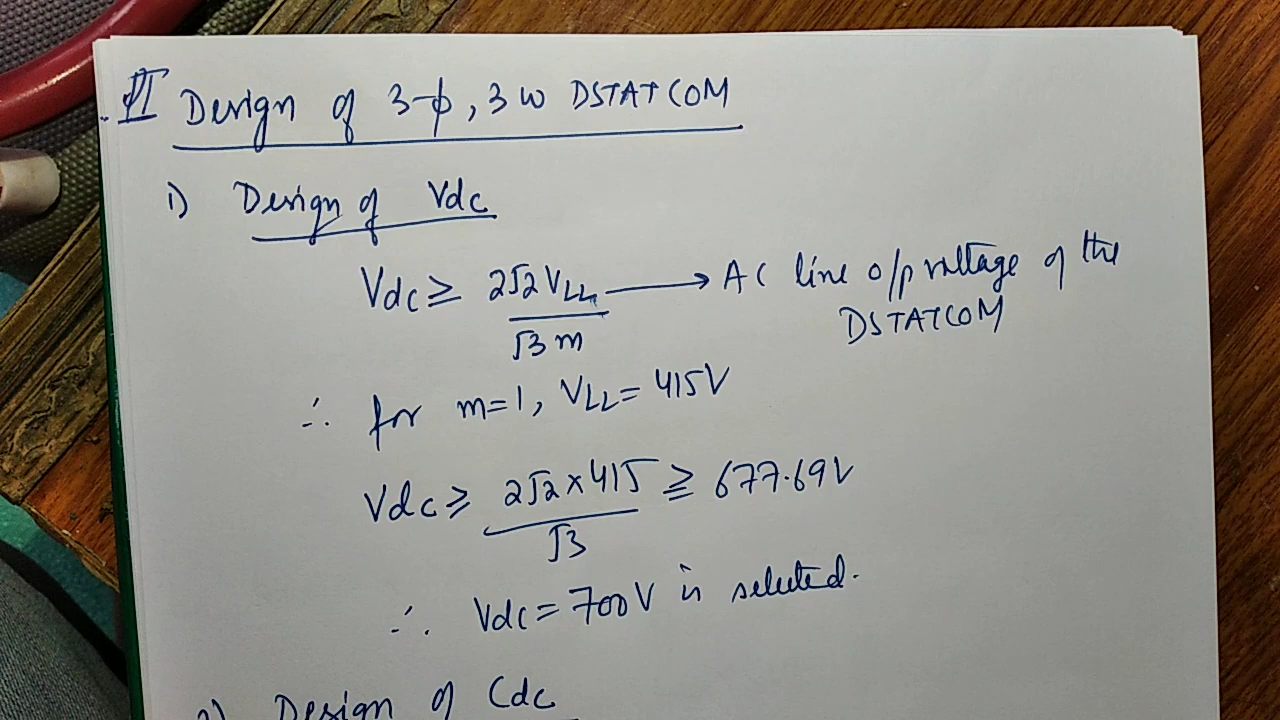 II Design of 3-ϕ, 3w DSTATCOM
1) Design of Vdc
Vdc ≥ 2√2 VLL / √3 m → AC line o/p voltage of the
DSTATCOM
∴ for m=1, VLL = 415V
Vdc ≥ 2√2 × 415 / √3 ≥ 677.69V
∴ Vdc = 700V is selected.
2) Design of Cdc